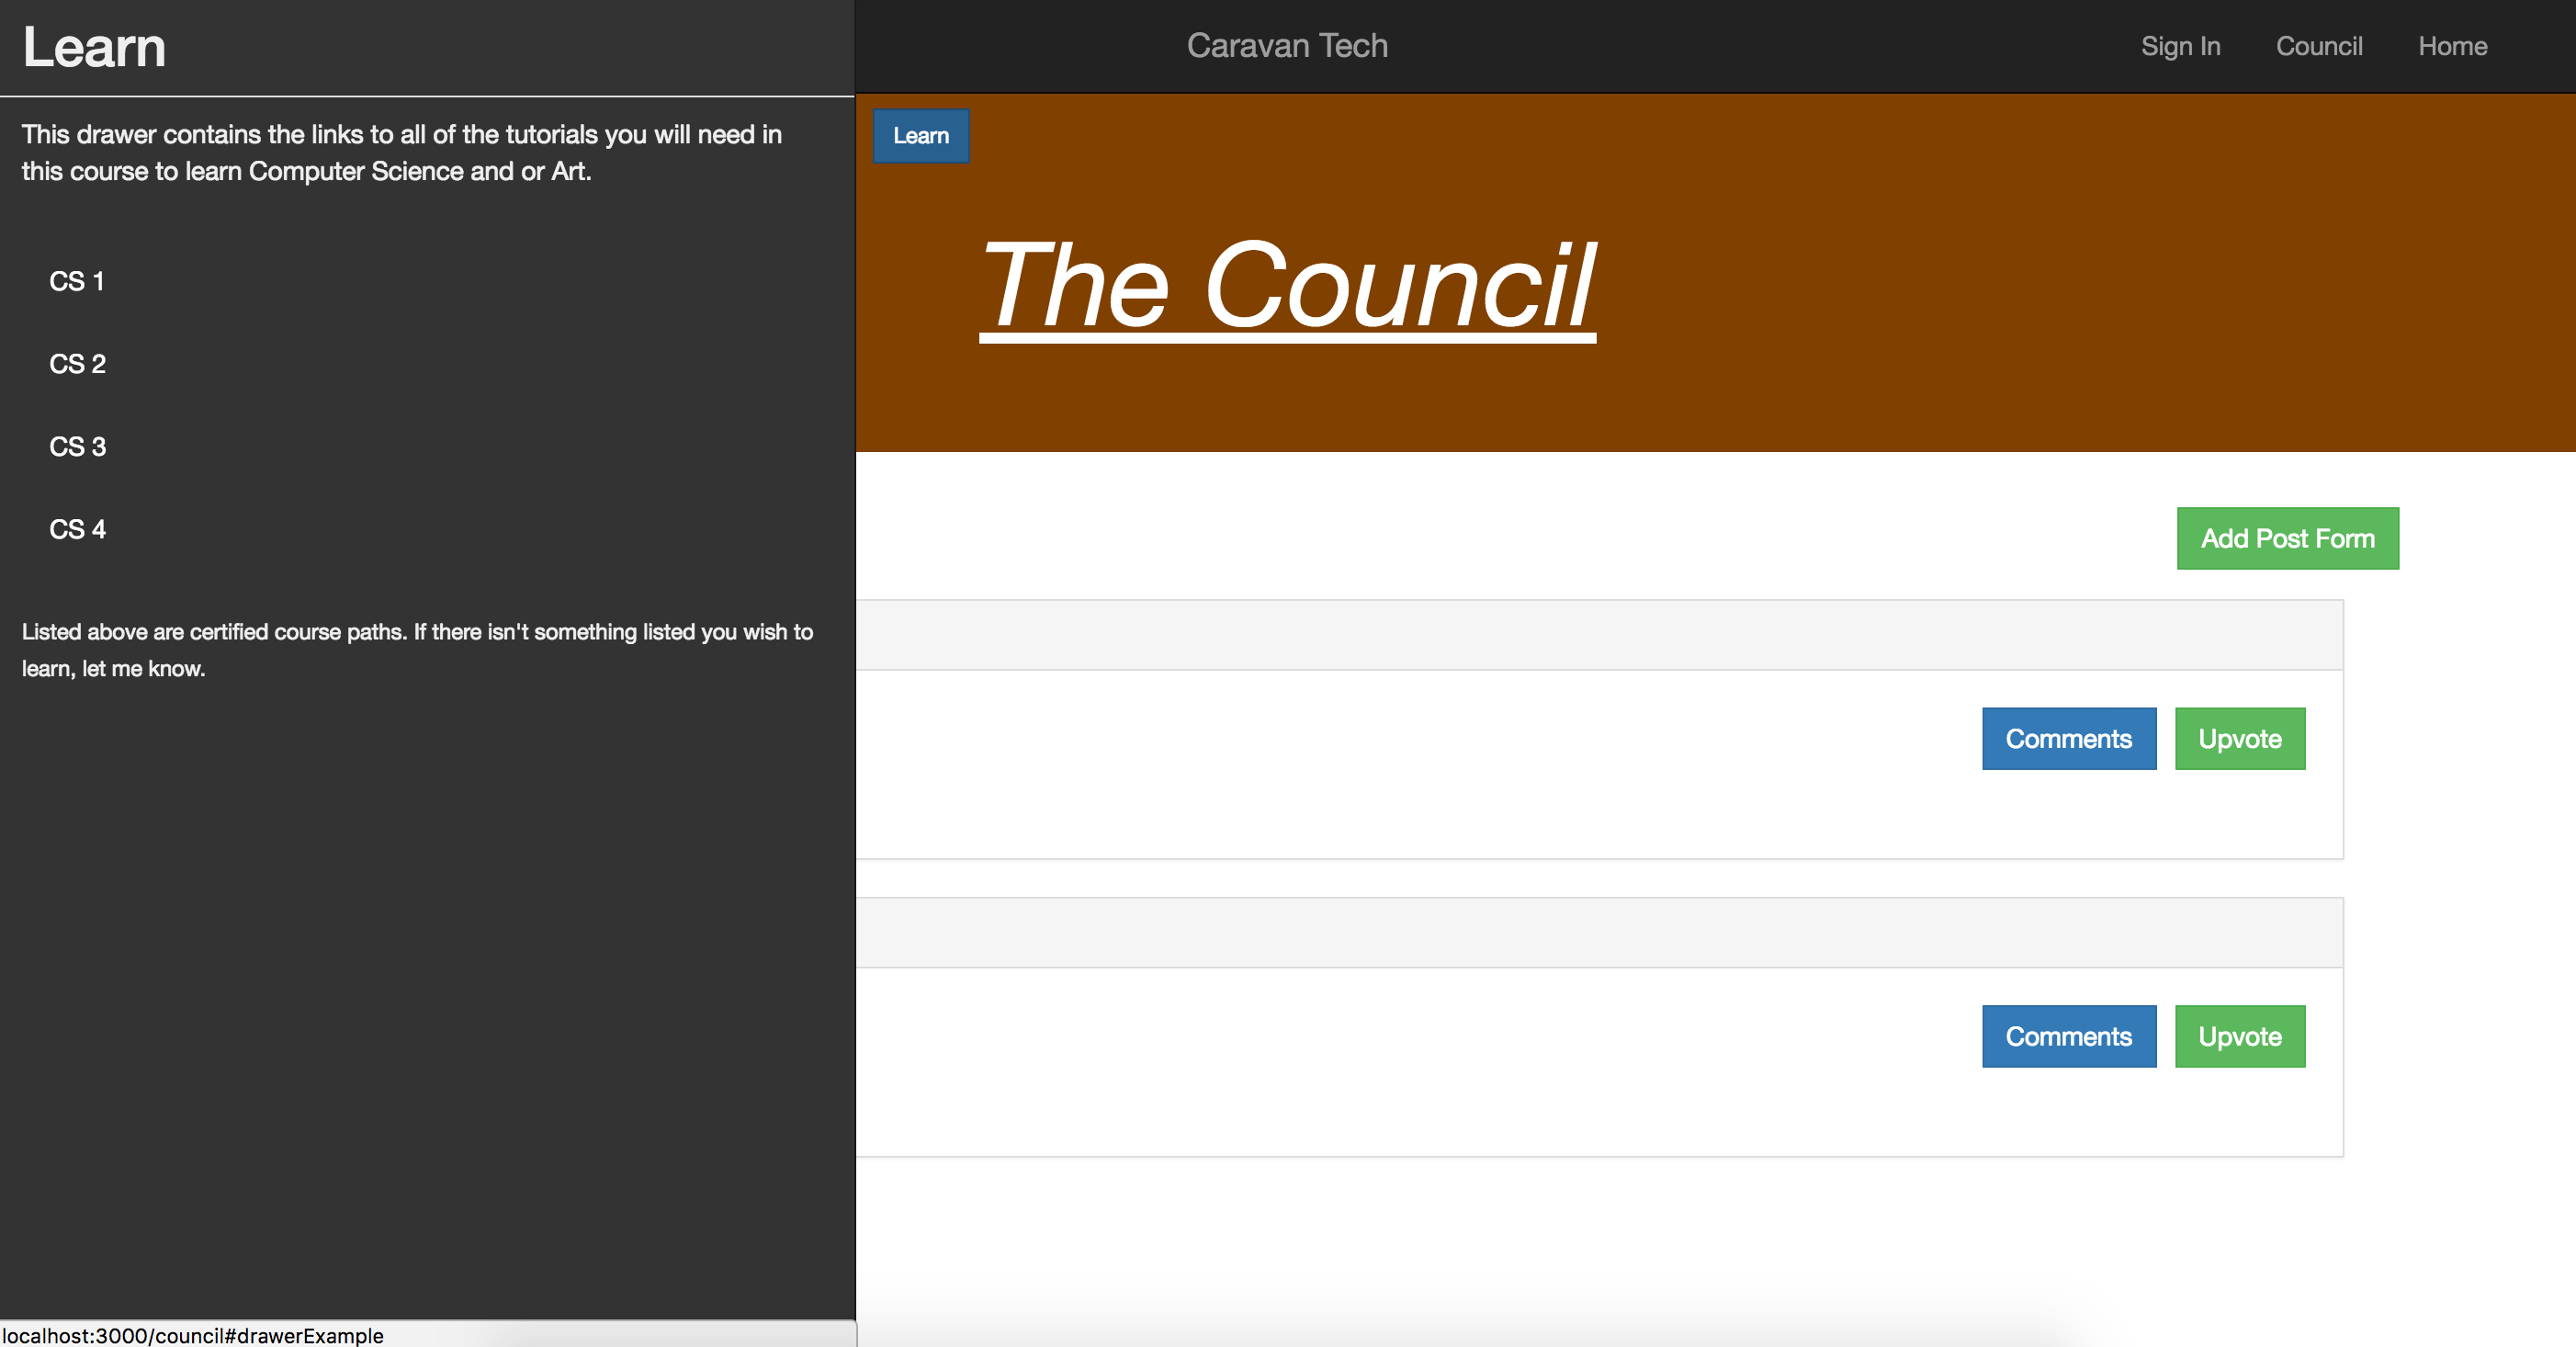 Learn
This drawer contains the links to all of the tutorials you will need in
this course to learn Computer Science and or Art.
CS 1
CS 2
CS 3
CS 4
Listed above are certified course paths. If there isn't something listed you wish to
learn, let me know.
localhost:3000/council#drawerExample
Caravan Tech
Sign In
Council
Home
Learn
The Council
Add Post Form
Comments
Upvote
Comments
Upvote